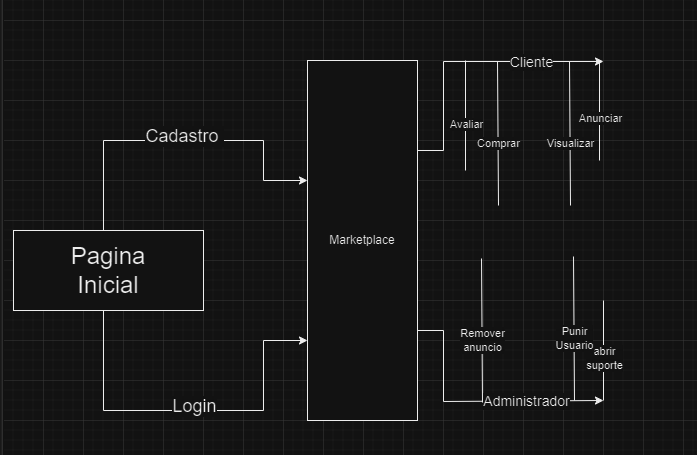 Cliente
Avaliar
Anunciar
Comprar
Visualizar
Cadastro
Marketplace
Pagina
Inicial
Remover
anuncio
Punir
Usuario
abrir
suporte
Login
Administrador